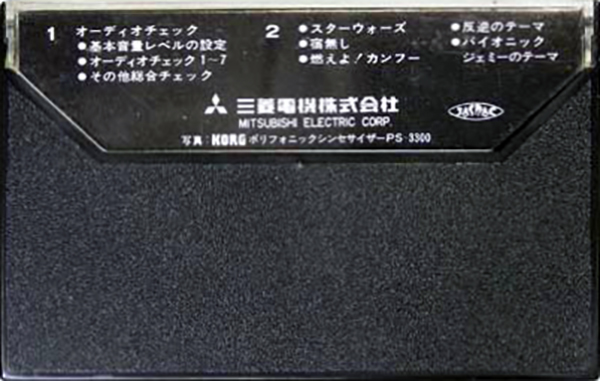 1 オーディオチェック
●基本音量レベルの設定
●オーディオチェック1〜7
●その他総合チェック
2 ●スターウォーズ
●宿無し
●燃えよ!カンフー
●反逆のテーマ
●バイオニック
ジェミーのテーマ
三菱電機株式会社
MITSUBISHI ELECTRIC CORP.
写真:KORG ポリフォニックシンセサイザーPS-3300